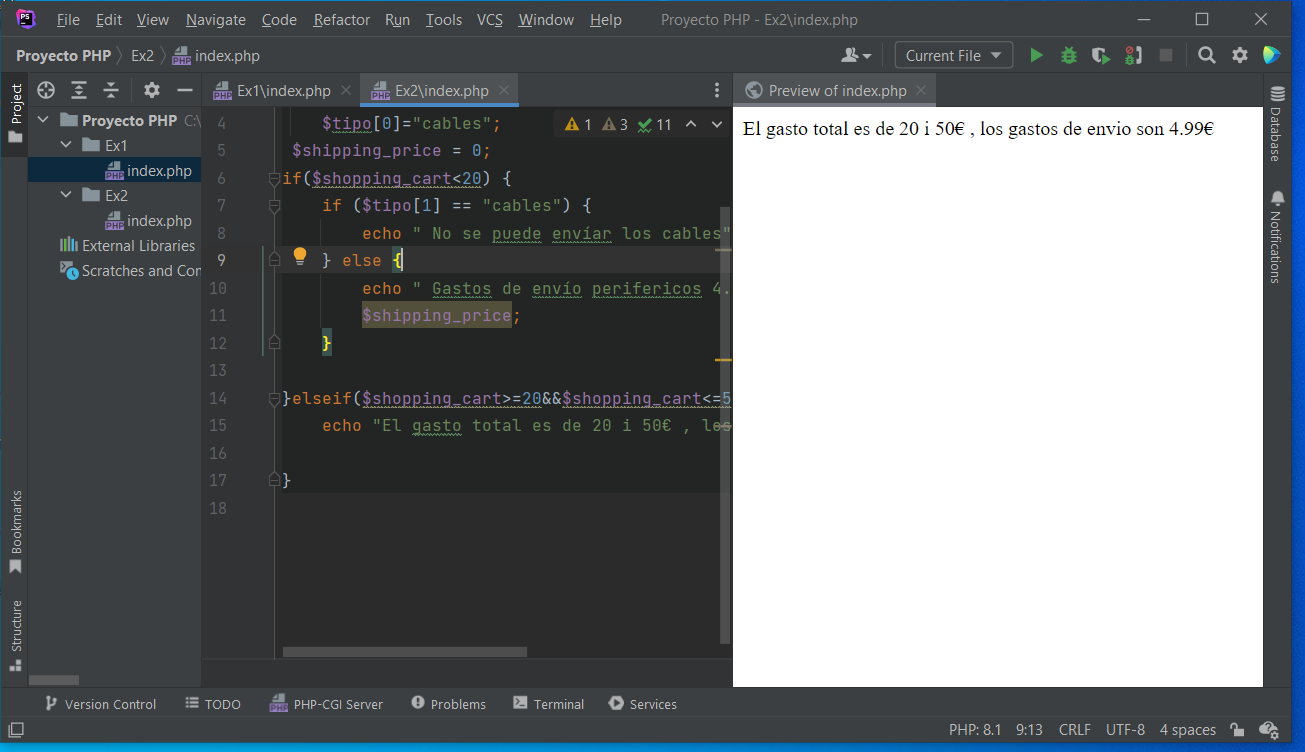 PS File Edit View Navigate Code Refactor Run Tools VCS Window Help Proyecto PHP - Ex2\index.php
Proyecto PHP Ex2 index.php Current File
Project
Ex1\index.php Ex2\index.php
Preview of index.php
Proyecto PHP C:\
Ex1
index.php
Ex2
index.php
External Libraries
Scratches and Con
1 3 11
4 $tipo[0]="cables";
5 $shipping_price = 0;
6 if($shopping_cart<20) {
7 if ($tipo[1] == "cables") {
8 echo " No se puede envíar los cables"
9 } else {
10 echo " Gastos de envío perifericos 4.
11 $shipping_price;
12 }
13
14 }elseif($shopping_cart>=20&&$shopping_cart<=5
15 echo "El gasto total es de 20 i 50€ , los
16
17 }
18
El gasto total es de 20 i 50€ , los gastos de envio son 4.99€
Database
Notifications
Bookmarks
Structure
Version Control TODO PHP-CGI Server Problems Terminal Services
PHP: 8.1 9:13 CRLF UTF-8 4 spaces